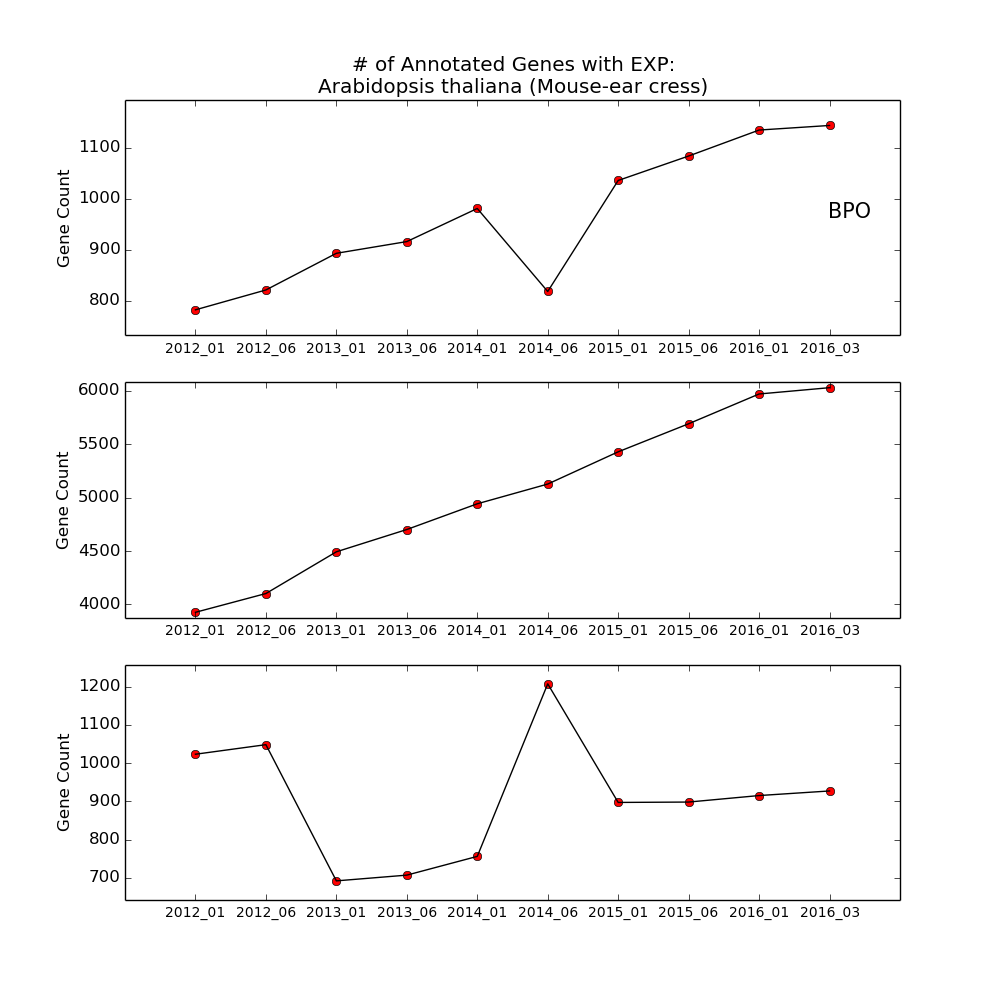 # of Annotated Genes with EXP:
Arabidopsis thaliana (Mouse-ear cress)
1100
1000
900
800
Gene Count
BPO
2012_01 2012_06 2013_01 2013_06 2014_01 2014_06 2015_01 2015_06 2016_01 2016_03
6000
5500
5000
4500
4000
Gene Count
2012_01 2012_06 2013_01 2013_06 2014_01 2014_06 2015_01 2015_06 2016_01 2016_03
1200
1100
1000
900
800
700
Gene Count
2012_01 2012_06 2013_01 2013_06 2014_01 2014_06 2015_01 2015_06 2016_01 2016_03